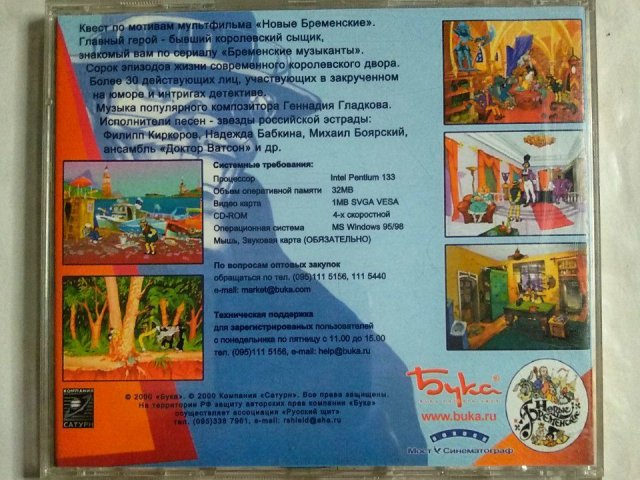 Квест по мотивам мультфильма «Новые Бременские».
Главный герой - бывший королевский сыщик,
знакомый вам по сериалу «Бременские музыканты».
Сорок эпизодов жизни современного королевского двора.
Более 30 действующих лиц, участвующих в закрученном
на юморе и интригах детективе.
Музыка популярного композитора Геннадия Гладкова.
Исполнители песен - звезды российской эстрады:
Филипп Киркоров, Надежда Бабкина, Михаил Боярский,
ансамбль «Доктор Ватсон» и др.
Системные требования:
Процессор Intel Pentium 133
Объем оперативной памяти 32MB
Видео карта 1MB SVGA VESA
CD-ROM 4-х скоростной
Операционная система MS Windows 95/98
Мышь, Звуковая карта (ОБЯЗАТЕЛЬНО)
По вопросам оптовых закупок
обращаться по тел. (095)111 5156, 111 5440
e-mail: market@buka.com
Техническая поддержка
для зарегистрированых пользователей
с понедельника по пятницу с 11.00 до 15.00
тел. (095)111 5156, e-mail: help@buka.ru
© 2000 «Бука». © 2000 Компания «Сатурн». Все права защищены.
На территории РФ защиту авторских прав компании «Бука»
осуществляет ассоциация «Русский щит»
тел.(095)338 7961, e-mail: rshield@aha.ru
КОМПАНИЯ
САТУРН
Бука®
www.buka.ru
Мост Синематограф
Новые
Бременские